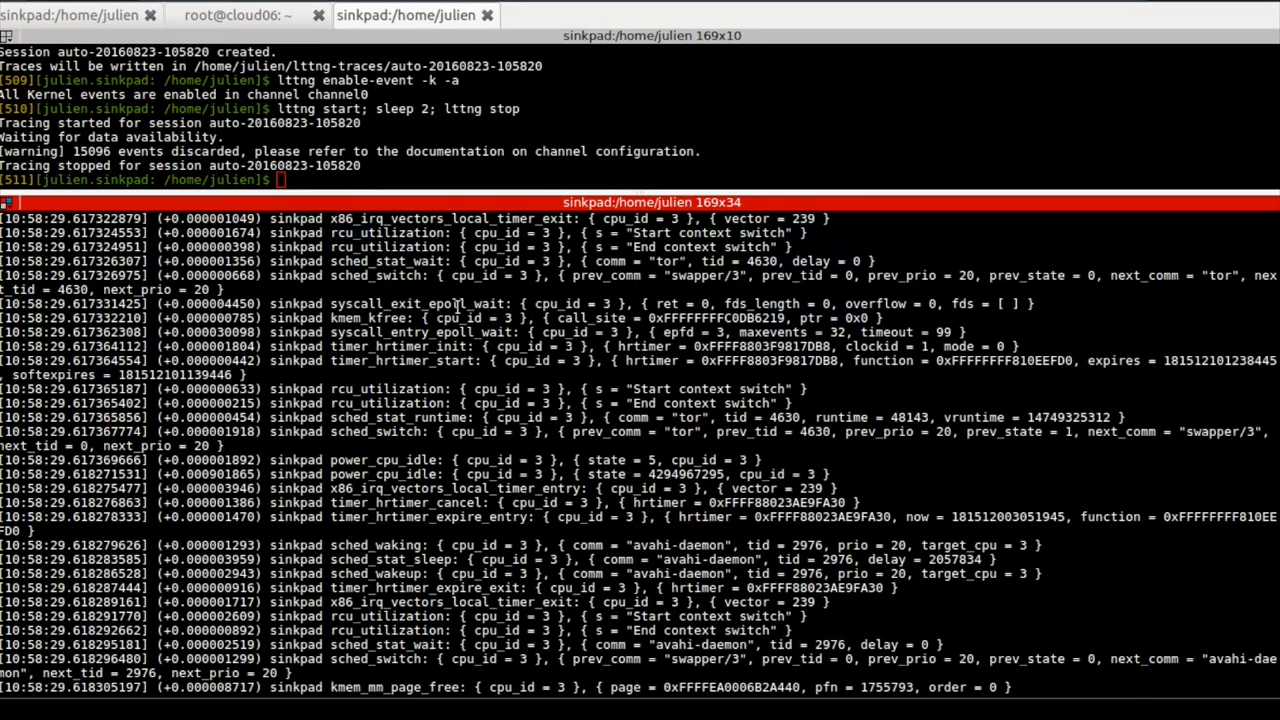 sinkpad:/home/julien
root@cloud06: ~
sinkpad:/home/julien
sinkpad:/home/julien 169x10
Session auto-20160823-105820 created.
Traces will be written in /home/julien/lttng-traces/auto-20160823-105820
[509][julien.sinkpad: /home/julien]$ lttng enable-event -k -a
All Kernel events are enabled in channel channel0
[510][julien.sinkpad: /home/julien]$ lttng start; sleep 2; lttng stop
Tracing started for session auto-20160823-105820
Waiting for data availability.
[warning] 15096 events discarded, please refer to the documentation on channel configuration.
Tracing stopped for session auto-20160823-105820
[511][julien.sinkpad: /home/julien]$
sinkpad:/home/julien 169x34
[10:58:29.617322879] (+0.000001049) sinkpad x86_irq_vectors_local_timer_exit: { cpu_id = 3 }, { vector = 239 }
[10:58:29.617324553] (+0.000001674) sinkpad rcu_utilization: { cpu_id = 3 }, { s = "Start context switch" }
[10:58:29.617324951] (+0.000000398) sinkpad rcu_utilization: { cpu_id = 3 }, { s = "End context switch" }
[10:58:29.617326307] (+0.000001356) sinkpad sched_stat_wait: { cpu_id = 3 }, { comm = "tor", tid = 4630, delay = 0 }
[10:58:29.617326975] (+0.000000668) sinkpad sched_switch: { cpu_id = 3 }, { prev_comm = "swapper/3", prev_tid = 0, prev_prio = 20, prev_state = 0, next_comm = "tor", nex
t_tid = 4630, next_prio = 20 }
[10:58:29.617331425] (+0.000004450) sinkpad syscall_exit_epoll_wait: { cpu_id = 3 }, { ret = 0, fds_length = 0, overflow = 0, fds = [ ] }
[10:58:29.617332210] (+0.000000785) sinkpad kmem_kfree: { cpu_id = 3 }, { call_site = 0xFFFFFFFFC0DB6219, ptr = 0x0 }
[10:58:29.617362308] (+0.000030098) sinkpad syscall_entry_epoll_wait: { cpu_id = 3 }, { epfd = 3, maxevents = 32, timeout = 99 }
[10:58:29.617364112] (+0.000001804) sinkpad timer_hrtimer_init: { cpu_id = 3 }, { hrtimer = 0xFFFF8803F9817DB8, clockid = 1, mode = 0 }
[10:58:29.617364554] (+0.000000442) sinkpad timer_hrtimer_start: { cpu_id = 3 }, { hrtimer = 0xFFFF8803F9817DB8, function = 0xFFFFFFFF810EEFD0, expires = 181512101238445
, softexpires = 181512101139446 }
[10:58:29.617365187] (+0.000000633) sinkpad rcu_utilization: { cpu_id = 3 }, { s = "Start context switch" }
[10:58:29.617365402] (+0.000000215) sinkpad rcu_utilization: { cpu_id = 3 }, { s = "End context switch" }
[10:58:29.617365856] (+0.000000454) sinkpad sched_stat_runtime: { cpu_id = 3 }, { comm = "tor", tid = 4630, runtime = 48143, vruntime = 14749325312 }
[10:58:29.617367774] (+0.000001918) sinkpad sched_switch: { cpu_id = 3 }, { prev_comm = "tor", prev_tid = 4630, prev_prio = 20, prev_state = 1, next_comm = "swapper/3",
next_tid = 0, next_prio = 20 }
[10:58:29.617369666] (+0.000001892) sinkpad power_cpu_idle: { cpu_id = 3 }, { state = 5, cpu_id = 3 }
[10:58:29.618271531] (+0.000901865) sinkpad power_cpu_idle: { cpu_id = 3 }, { state = 4294967295, cpu_id = 3 }
[10:58:29.618275477] (+0.000003946) sinkpad x86_irq_vectors_local_timer_entry: { cpu_id = 3 }, { vector = 239 }
[10:58:29.618276863] (+0.000001386) sinkpad timer_hrtimer_cancel: { cpu_id = 3 }, { hrtimer = 0xFFFF88023AE9FA30 }
[10:58:29.618278333] (+0.000001470) sinkpad timer_hrtimer_expire_entry: { cpu_id = 3 }, { hrtimer = 0xFFFF88023AE9FA30, now = 181512003051945, function = 0xFFFFFFFF810EE
FD0 }
[10:58:29.618279626] (+0.000001293) sinkpad sched_waking: { cpu_id = 3 }, { comm = "avahi-daemon", tid = 2976, prio = 20, target_cpu = 3 }
[10:58:29.618283585] (+0.000003959) sinkpad sched_stat_sleep: { cpu_id = 3 }, { comm = "avahi-daemon", tid = 2976, delay = 2057834 }
[10:58:29.618286528] (+0.000002943) sinkpad sched_wakeup: { cpu_id = 3 }, { comm = "avahi-daemon", tid = 2976, prio = 20, target_cpu = 3 }
[10:58:29.618287444] (+0.000000916) sinkpad timer_hrtimer_expire_exit: { cpu_id = 3 }, { hrtimer = 0xFFFF88023AE9FA30 }
[10:58:29.618289161] (+0.000001717) sinkpad x86_irq_vectors_local_timer_exit: { cpu_id = 3 }, { vector = 239 }
[10:58:29.618291770] (+0.000002609) sinkpad rcu_utilization: { cpu_id = 3 }, { s = "Start context switch" }
[10:58:29.618292662] (+0.000000892) sinkpad rcu_utilization: { cpu_id = 3 }, { s = "End context switch" }
[10:58:29.618295181] (+0.000002519) sinkpad sched_stat_wait: { cpu_id = 3 }, { comm = "avahi-daemon", tid = 2976, delay = 0 }
[10:58:29.618296480] (+0.000001299) sinkpad sched_switch: { cpu_id = 3 }, { prev_comm = "swapper/3", prev_tid = 0, prev_prio = 20, prev_state = 0, next_comm = "avahi-dae
mon", next_tid = 2976, next_prio = 20 }
[10:58:29.618305197] (+0.000008717) sinkpad kmem_mm_page_free: { cpu_id = 3 }, { page = 0xFFFFEA0006B2A440, pfn = 1755793, order = 0 }